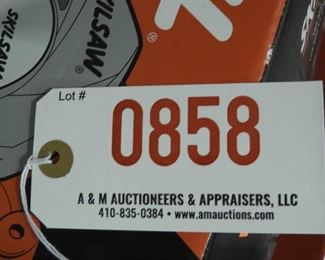 SKILSAW
SKILSAW
Lot #
0858
A & M AUCTIONEERS & APPRAISERS, LLC
410-835-0384 • www.amauctions.com